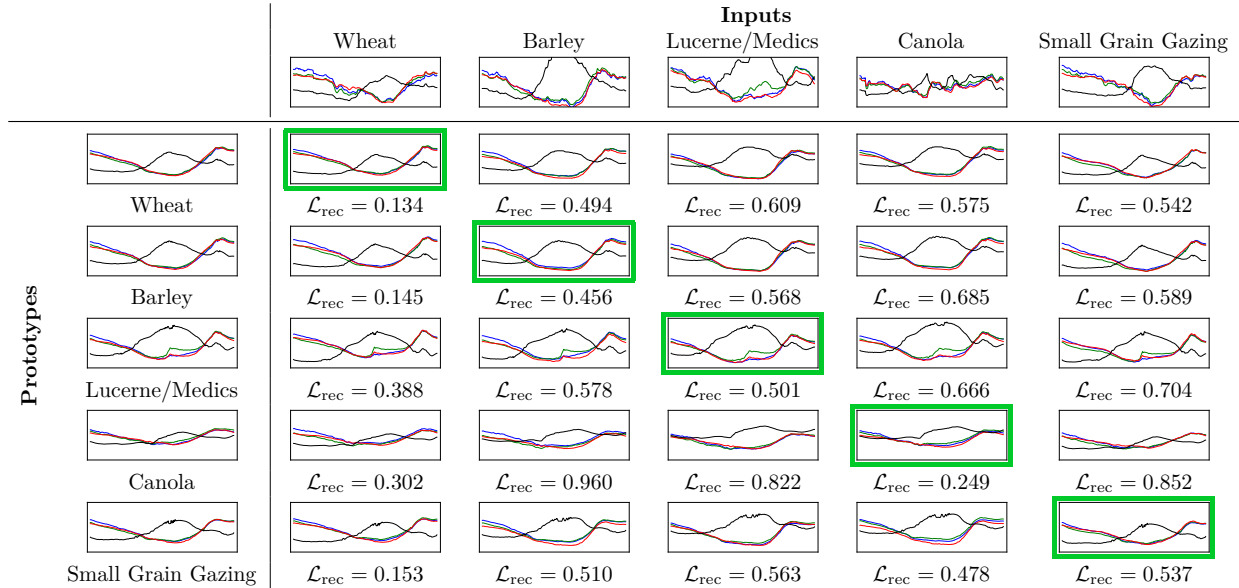 Inputs
Wheat Barley Lucerne/Medics Canola Small Grain Gazing
Prototypes
Wheat ℒrec = 0.134 ℒrec = 0.494 ℒrec = 0.609 ℒrec = 0.575 ℒrec = 0.542
Barley ℒrec = 0.145 ℒrec = 0.456 ℒrec = 0.568 ℒrec = 0.685 ℒrec = 0.589
Lucerne/Medics ℒrec = 0.388 ℒrec = 0.578 ℒrec = 0.501 ℒrec = 0.666 ℒrec = 0.704
Canola ℒrec = 0.302 ℒrec = 0.960 ℒrec = 0.822 ℒrec = 0.249 ℒrec = 0.852
Small Grain Gazing ℒrec = 0.153 ℒrec = 0.510 ℒrec = 0.563 ℒrec = 0.478 ℒrec = 0.537